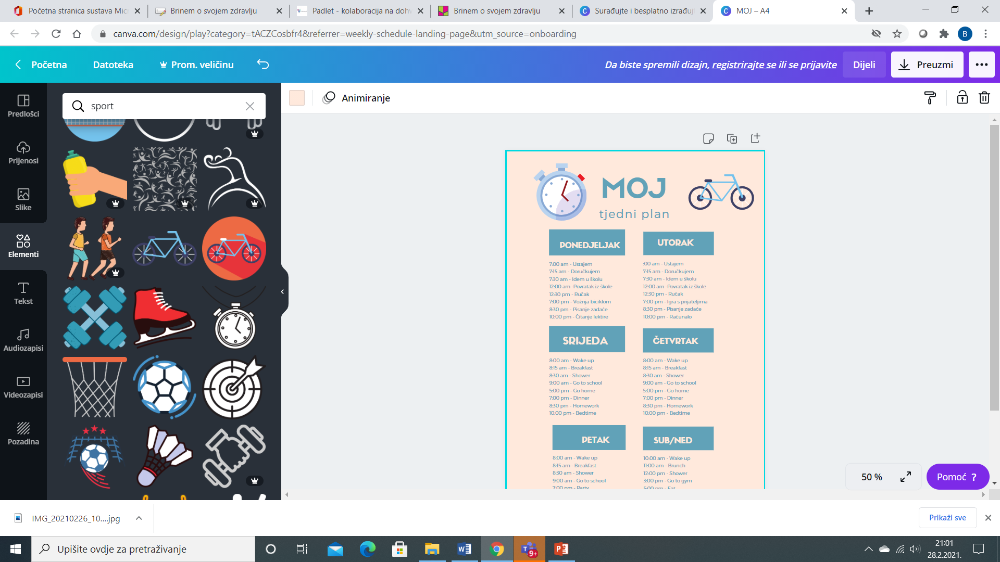 Početna stranica sustava Micr
Brinem o svojem zdravlju
Padlet - kolaboracija na dohv
Brinem o svojem zdravlju
Surađujte i besplatno izrađuj
MOJ – A4
canva.com/design/play?category=tACZCosbfr4&referrer=weekly-schedule-landing-page&utm_source=onboarding
B
Početna
Datoteka
Prom. veličinu
Da biste spremili dizajn, registrirajte se ili se prijavite
Dijeli
Preuzmi
sport
Animiranje
Predlošci
Prijenosi
Slike
Elementi
Tekst
Audiozapisi
Videozapisi
Pozadina
MOJ
tjedni plan
PONEDJELJAK
7:00 am - Ustajem
7:15 am - Doručkujem
7:30 am - Idem u školu
12:00 am -Povratak iz škole
12:30 pm - Ručak
7:00 pm - Vožnja biciklom
8:30 pm - Pisanje zadaće
10:00 pm - Čitanje lektire
UTORAK
:00 am - Ustajem
7:15 am - Doručkujem
7:30 am - Idem u školu
12:00 am -Povratak iz škole
12:30 pm - Ručak
7:00 pm - Igra s prijateljima
8:30 pm - Pisanje zadaće
10:00 pm - Računalo
SRIJEDA
8:00 am - Wake up
8:15 am - Breakfast
8:30 am - Shower
9:00 am - Go to school
5:00 pm - Go home
7:00 pm - Dinner
8:30 pm - Homework
10:00 pm - Bedtime
ČETVRTAK
8:00 am - Wake up
8:15 am - Breakfast
8:30 am - Shower
9:00 am - Go to school
5:00 pm - Go home
7:00 pm - Dinner
8:30 pm - Homework
10:00 pm - Bedtime
PETAK
8:00 am - Wake up
8:15 am - Breakfast
8:30 am - Shower
9:00 am - Go to school
7:00 pm - Party
SUB/NED
10:00 am - Wake up
11:00 am - Brunch
12:00 pm - Shower
3:00 pm - Go to gym
5:00 pm - Eat
50 %
Pomoć ?
IMG_20210226_10....jpg
Prikaži sve
Upišite ovdje za pretraživanje
9+
21:01
28.2.2021.